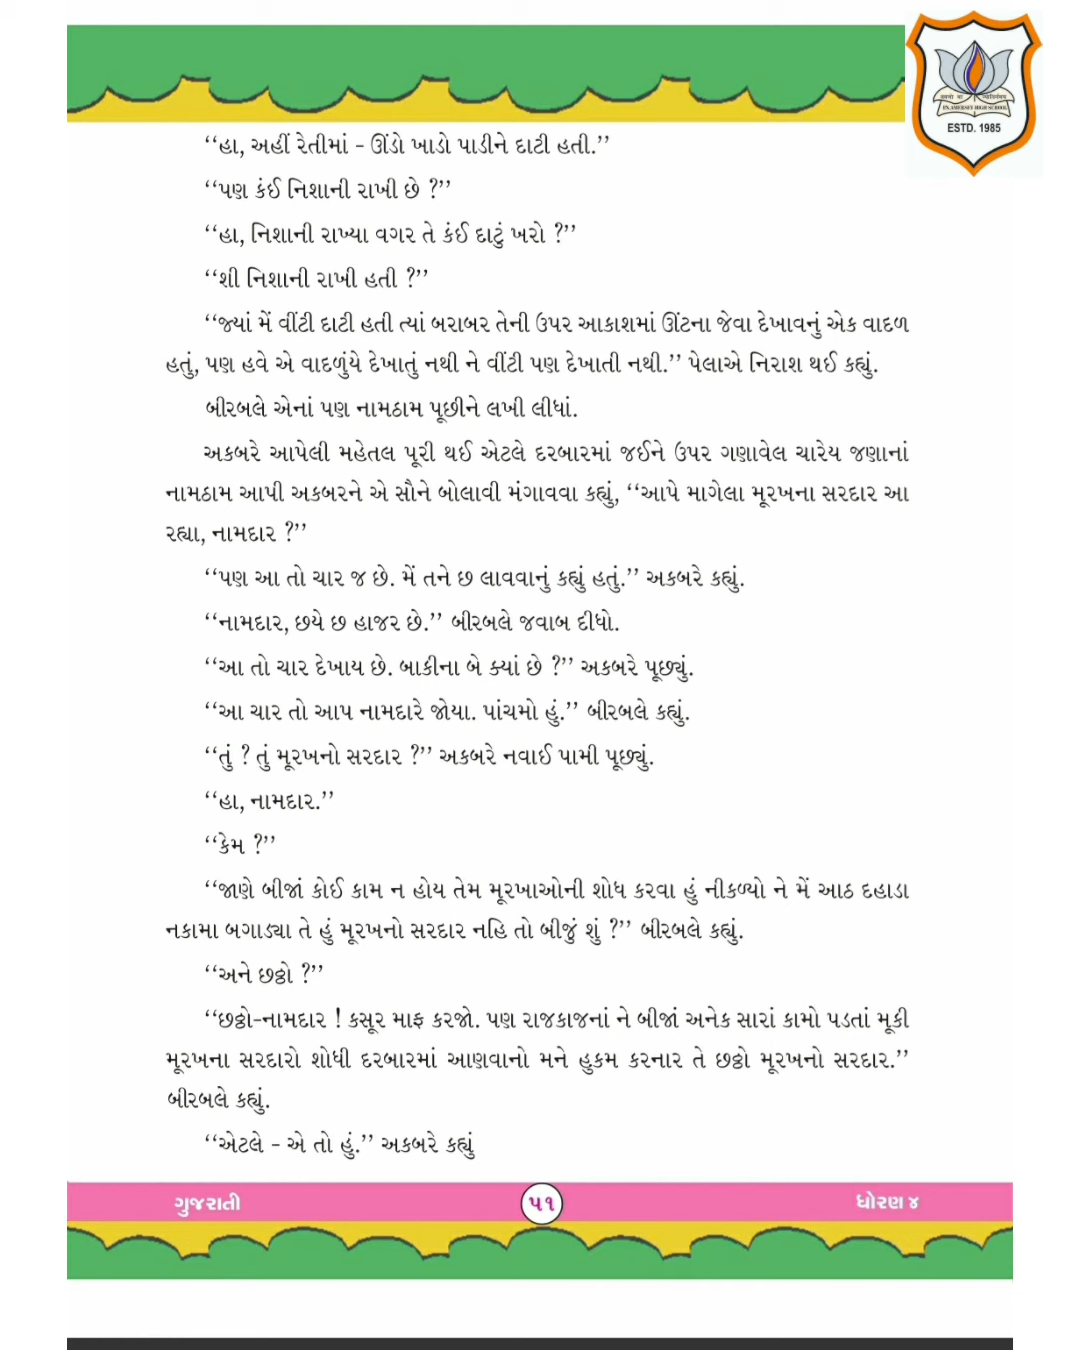 ESTD. 1985
“હા, અહીં રેતીમાં - ઊંડો ખાડો પાડીને દાટી હતી.”
“પણ કંઈ નિશાની રાખી છે ?”
“હા, નિશાની રાખ્યા વગર તે કંઈ દાટું ખરો ?”
“શી નિશાની રાખી હતી ?”
“જ્યાં મેં વીંટી દાટી હતી ત્યાં બરાબર તેની ઉપર આકાશમાં ઊંટના જેવા દેખાવનું એક વાદળ
હતું, પણ હવે એ વાદળુંયે દેખાતું નથી ને વીંટી પણ દેખાતી નથી.” પેલાએ નિરાશ થઈ કહ્યું.
બીરબલે એનાં પણ નામઠામ પૂછીને લખી લીધાં.
અકબરે આપેલી મહેતલ પૂરી થઈ એટલે દરબારમાં જઈને ઉપર ગણાવેલ ચારેય જણાનાં
નામઠામ આપી અકબરને એ સૌને બોલાવી મંગાવવા કહ્યું, “આપે માગેલા મૂરખના સરદાર આ
રહ્યા, નામદાર ?”
“પણ આ તો ચાર જ છે. મેં તને છ લાવવાનું કહ્યું હતું.” અકબરે કહ્યું.
“નામદાર, છયે છ હાજર છે.” બીરબલે જવાબ દીધો.
“આ તો ચાર દેખાય છે. બાકીના બે ક્યાં છે ?” અકબરે પૂછ્યું.
“આ ચાર તો આપ નામદારે જોયા. પાંચમો હું.” બીરબલે કહ્યું.
“તું ? તું મૂરખનો સરદાર ?” અકબરે નવાઈ પામી પૂછ્યું.
“હા, નામદાર.”
“કેમ ?”
“જાણે બીજાં કોઈ કામ ન હોય તેમ મૂરખાઓની શોધ કરવા હું નીકળ્યો ને મેં આઠ દહાડા
નકામા બગાડ્યા તે હું મૂરખનો સરદાર નહિ તો બીજું શું ?” બીરબલે કહ્યું.
“અને છઠ્ઠો ?”
“છઠ્ઠો-નામદાર ! કસૂર માફ કરજો. પણ રાજકાજનાં ને બીજાં અનેક સારાં કામો પડતાં મૂકી
મૂરખના સરદારો શોધી દરબારમાં આણવાનો મને હુકમ કરનાર તે છઠ્ઠો મૂરખનો સરદાર.”
બીરબલે કહ્યું.
“એટલે - એ તો હું.” અકબરે કહ્યું
ગુજરાતી ૫૧ ધોરણ ૪